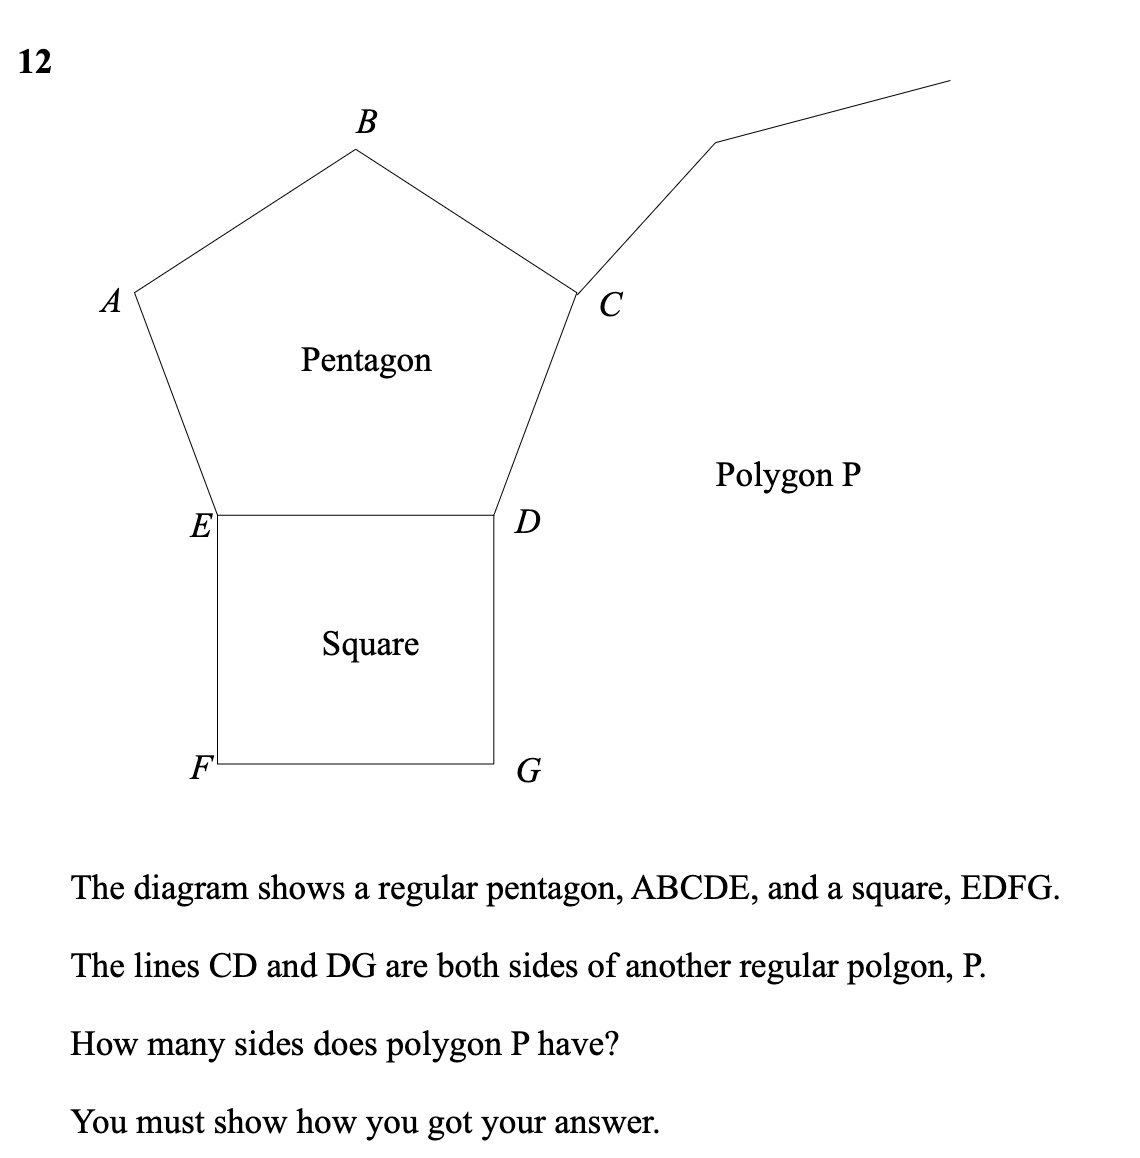 12
B
A
C
Pentagon
Polygon P
E
D
Square
F
G
The diagram shows a regular pentagon, ABCDE, and a square, EDFG.
The lines CD and DG are both sides of another regular polgon, P.
How many sides does polygon P have?
You must show how you got your answer.